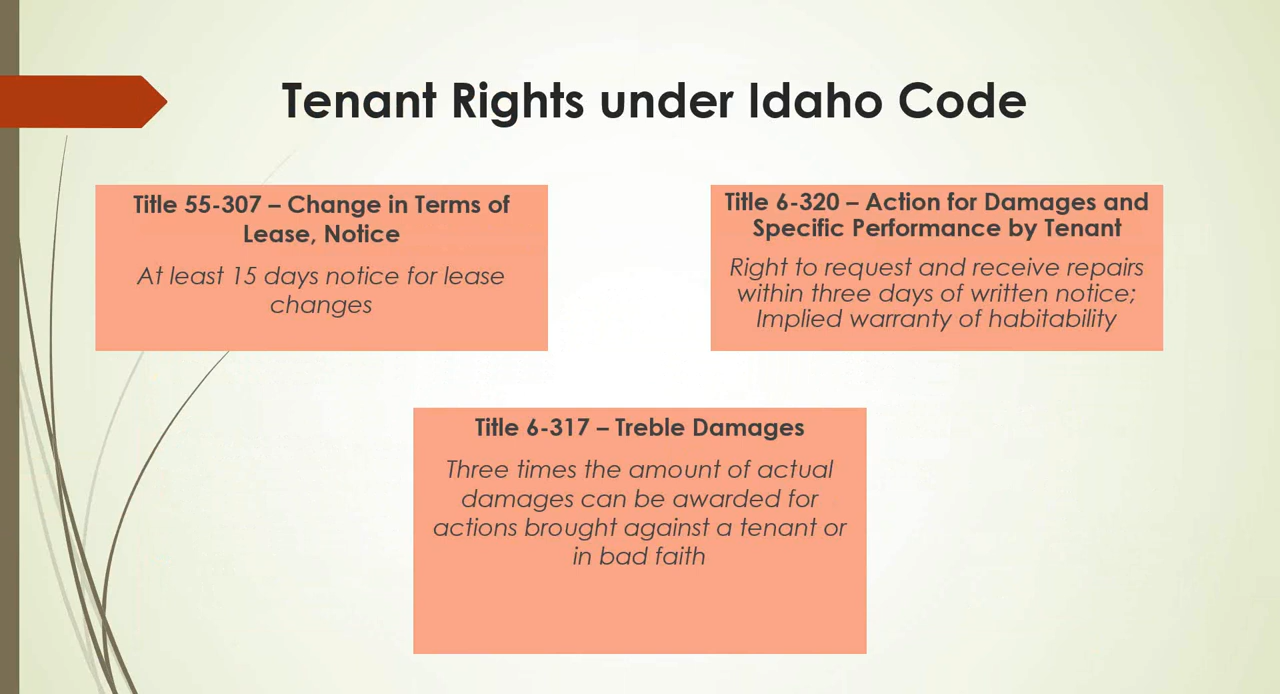 Tenant Rights under Idaho Code
Title 55-307 – Change in Terms of
Lease, Notice
At least 15 days notice for lease
changes
Title 6-320 – Action for Damages and
Specific Performance by Tenant
Right to request and receive repairs
within three days of written notice;
Implied warranty of habitability
Title 6-317 – Treble Damages
Three times the amount of actual
damages can be awarded for
actions brought against a tenant or
in bad faith